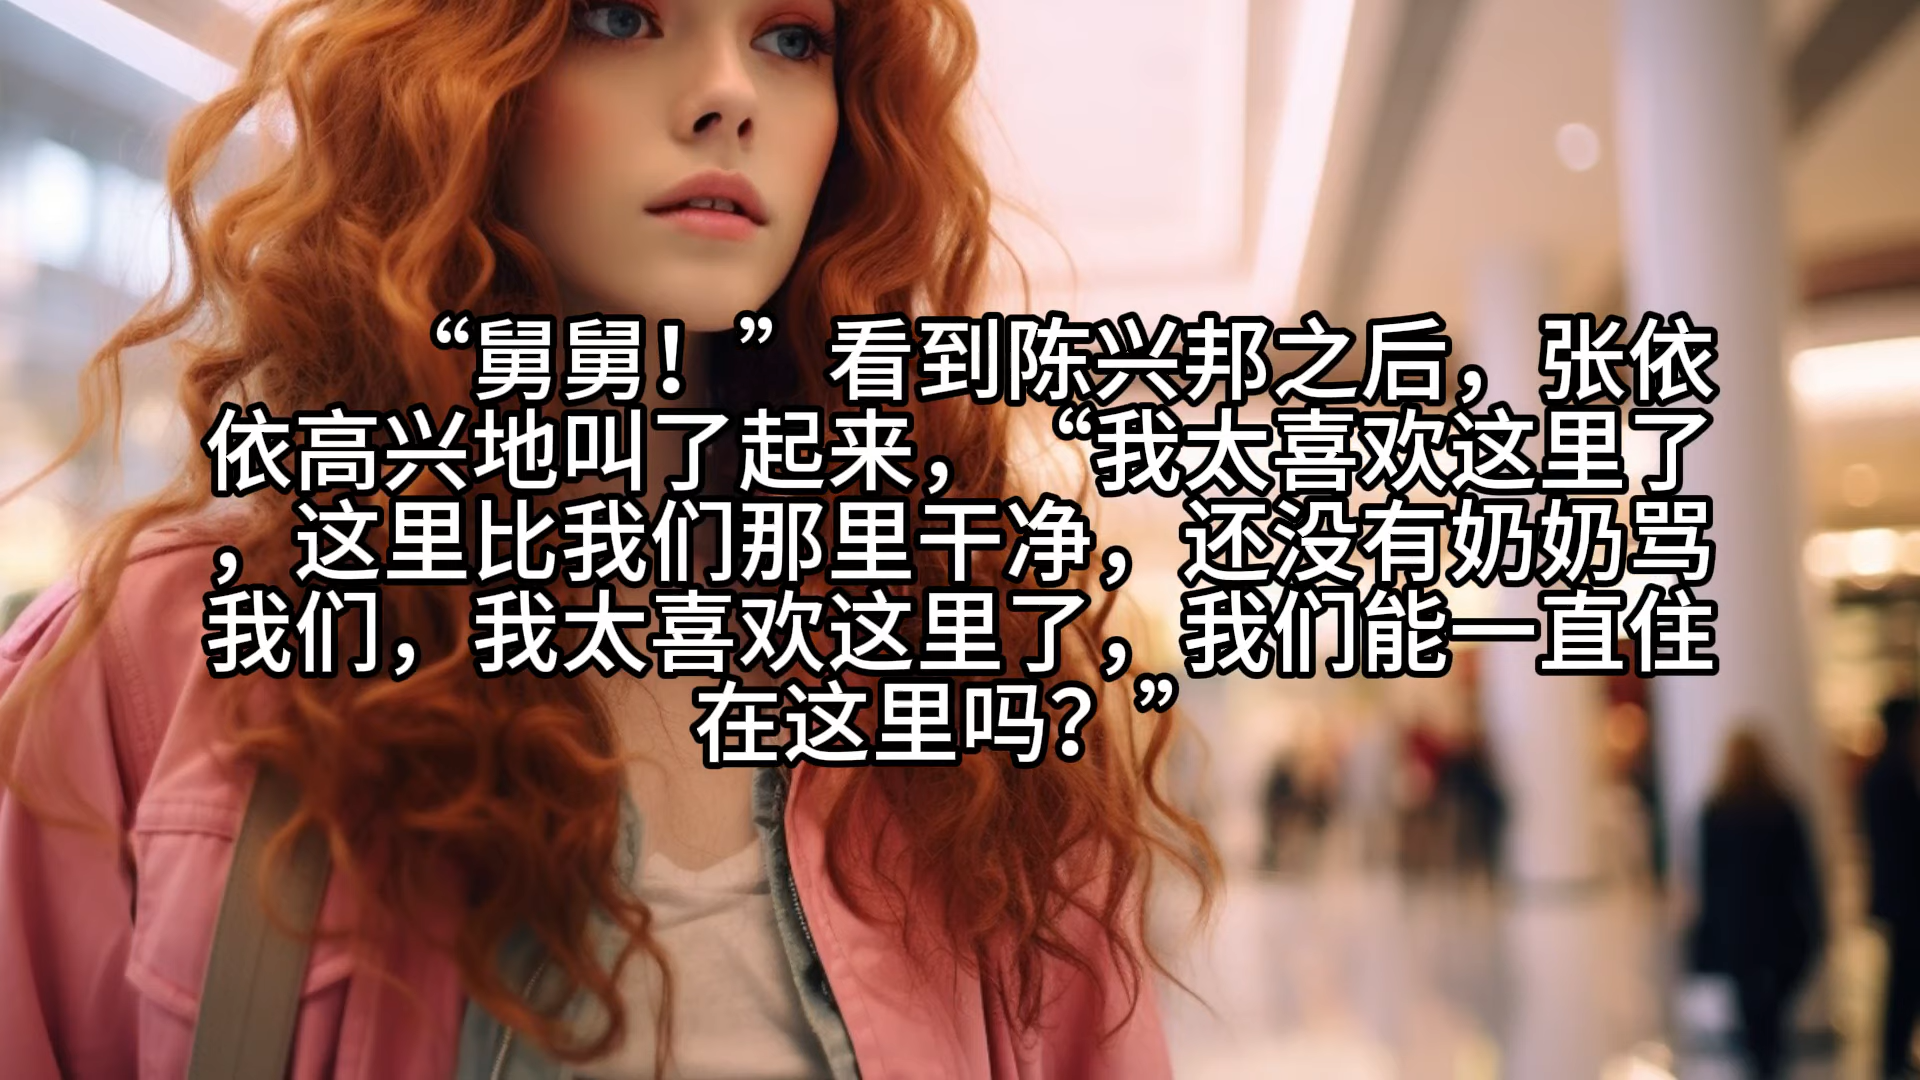 “舅舅！”看到陈兴邦之后，张依
依高兴地叫了起来，“我太喜欢这里了
，这里比我们那里干净，还没有奶奶骂
我们，我太喜欢这里了，我们能一直住
在这里吗？”